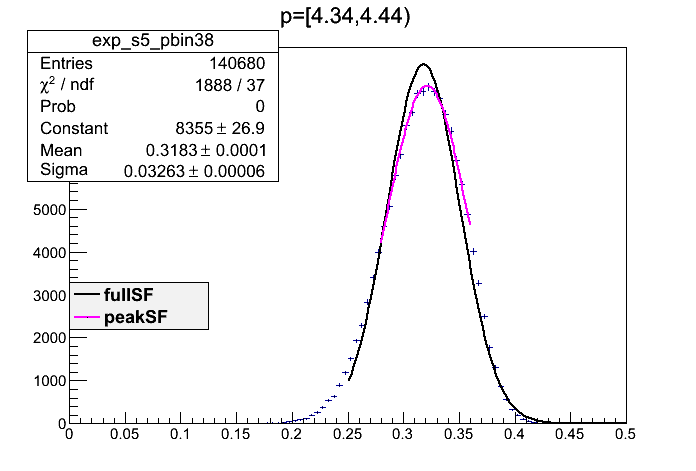 p=[4.34,4.44)
exp_s5_pbin38
Entries 140680
χ² / ndf 1888 / 37
Prob 0
Constant 8355 ± 26.9
Mean 0.3183 ± 0.0001
Sigma 0.03263 ± 0.00006
5000
4000
3000
2000
1000
0
fullSF
peakSF
0 0.05 0.1 0.15 0.2 0.25 0.3 0.35 0.4 0.45 0.5